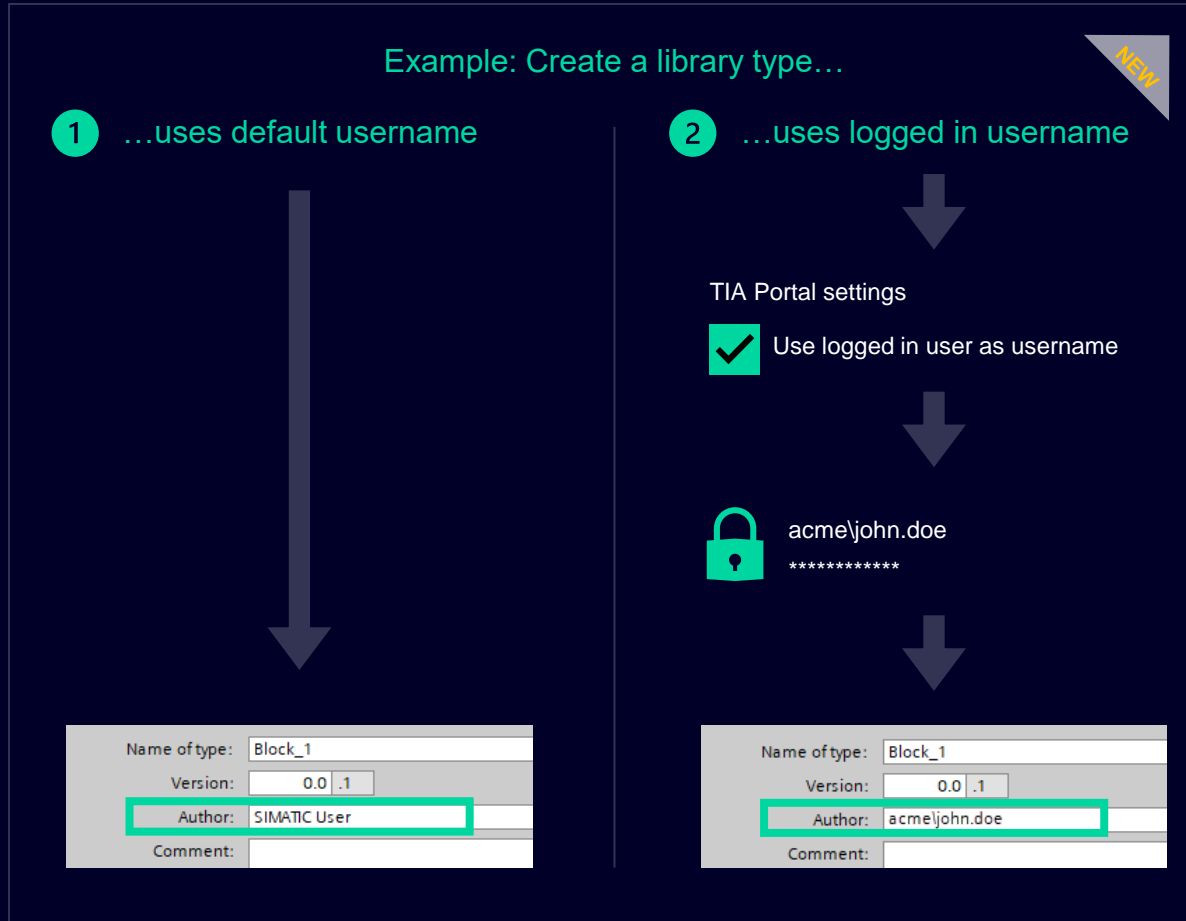 Example: Create a library type…
NEW
1 …uses default username
2 …uses logged in username
TIA Portal settings
Use logged in user as username
acme\john.doe
************
Name of type: Block_1
Version: 0.0 .1
Author: SIMATIC User
Comment:
Name of type: Block_1
Version: 0.0 .1
Author: acme\john.doe
Comment: